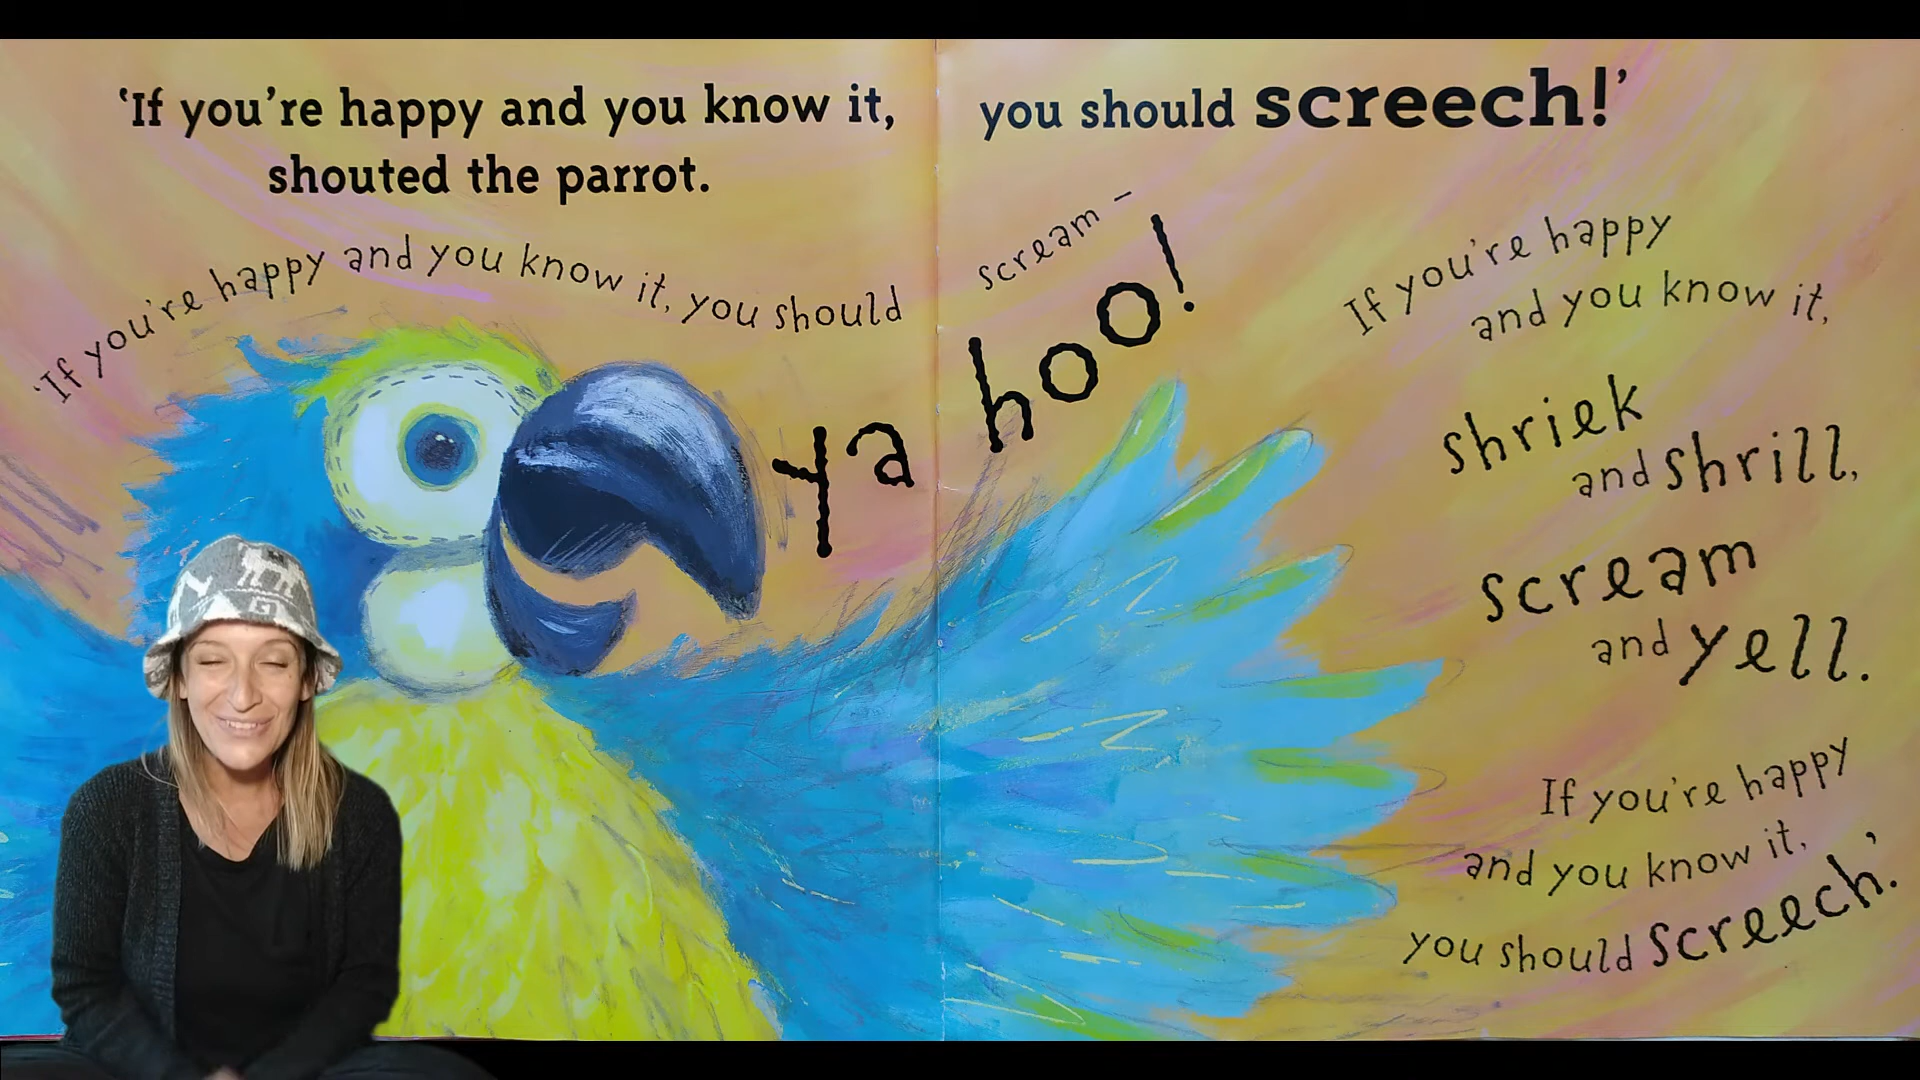 ‘If you’re happy and you know it,
shouted the parrot.
‘If you’re happy and you know it, you should
you should screech!’
scream –
Ya hoo!
If you’re happy
and you know it,
shriek
and shrill,
scream
and yell.
If you’re happy
and you know it,
you should screech.’